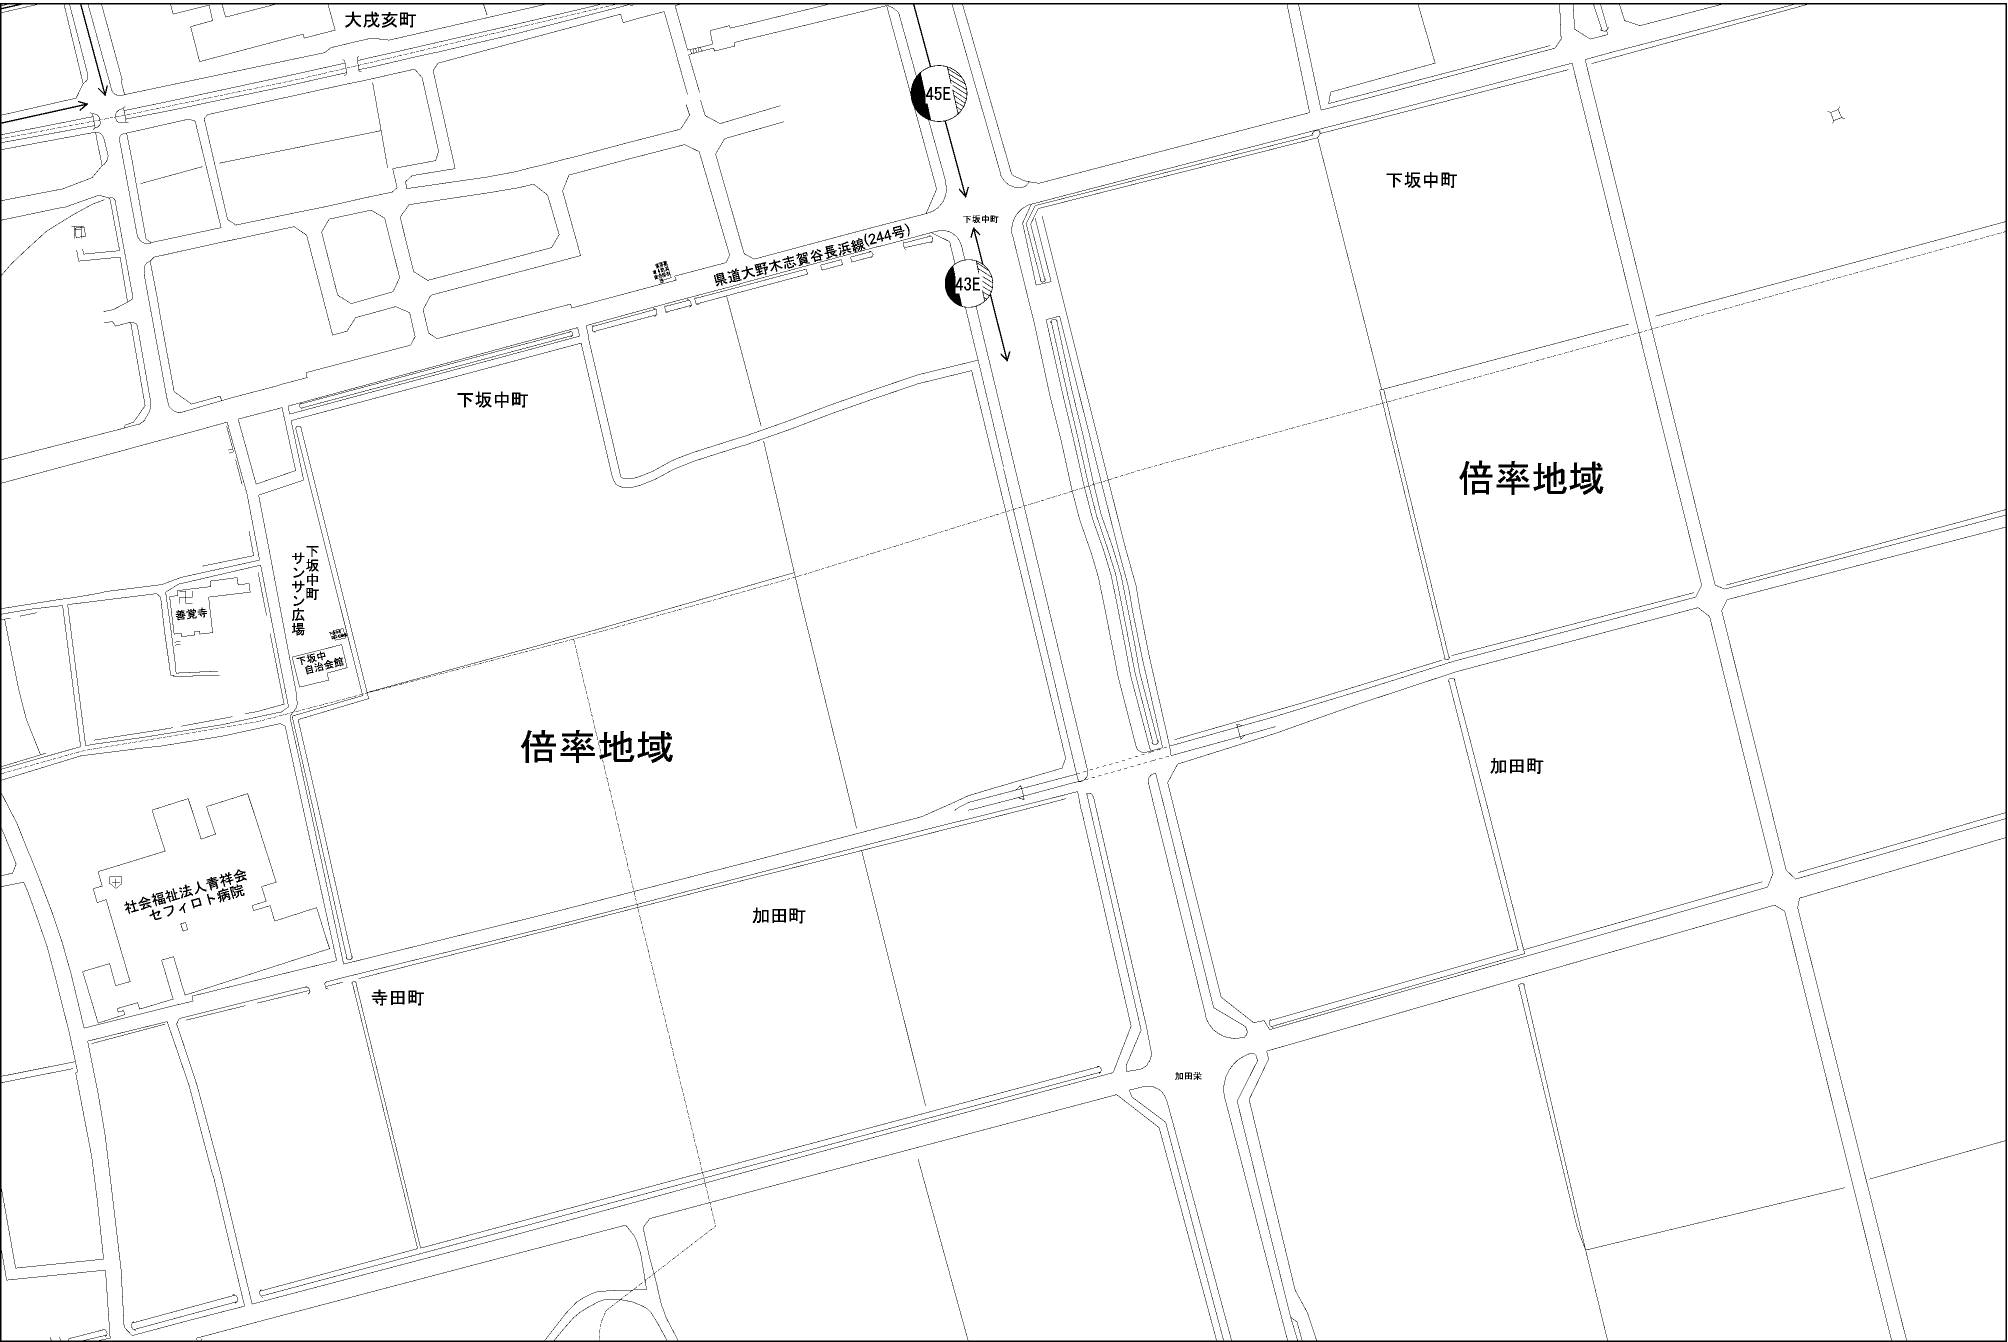 大戌亥町
45E
下坂中町
下坂中町
県道大野木志賀谷長浜線(244号)
43E
下坂中町
倍率地域
下坂中町
サンサン広場
善覚寺
下坂中
自治会館
倍率地域
加田町
社会福祉法人青祥会
セフィロト病院
加田町
寺田町
加田栄